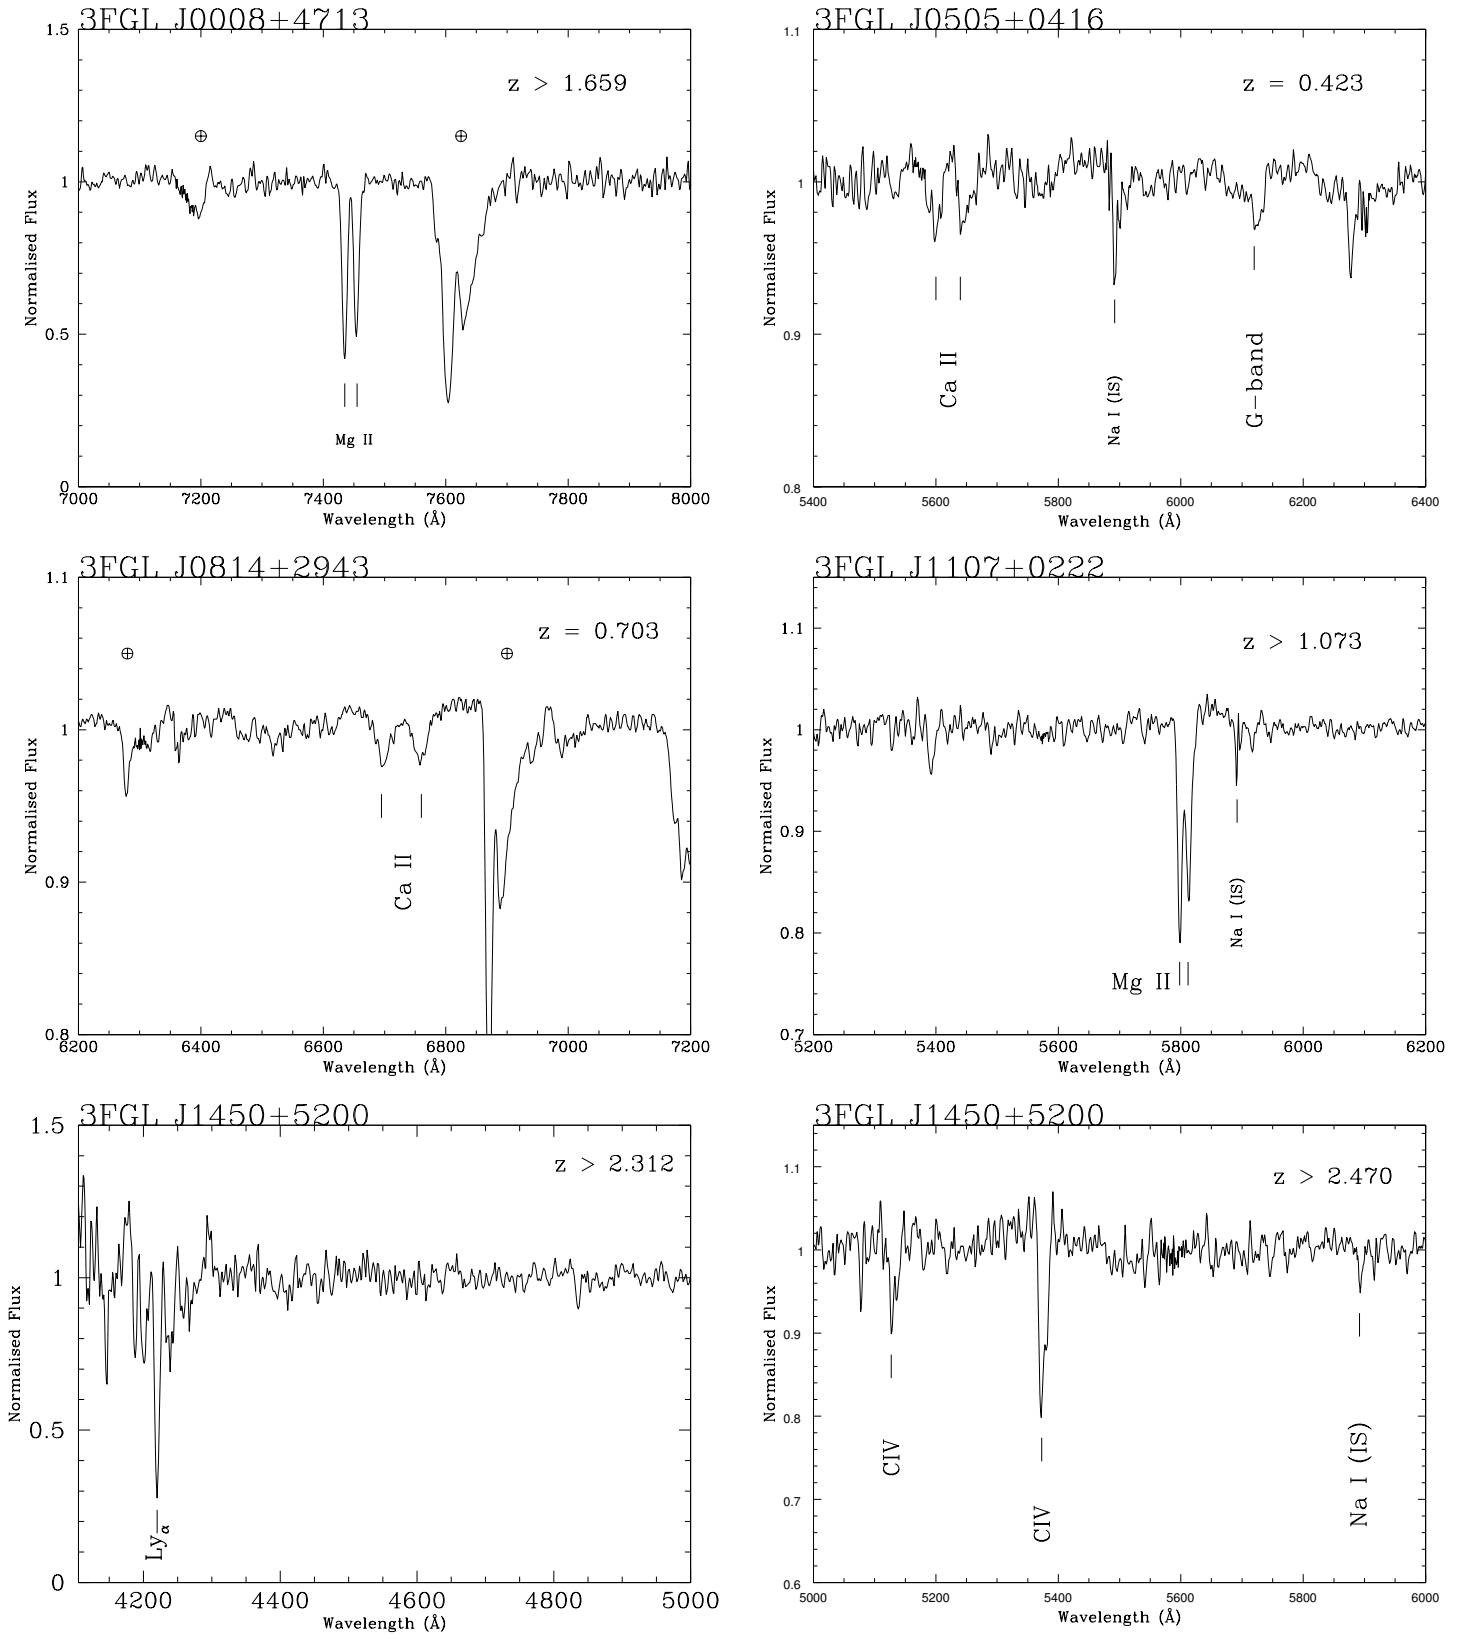 3FGL J0008+4713
1.5
z > 1.659
1
Normalised Flux
0.5
Mg II
0
7000 7200 7400 7600 7800 8000
Wavelength (Å)
3FGL J0505+0416
1.1
z = 0.423
1
Normalised Flux
0.9
Ca II
Na I (IS)
G-band
0.8
5400 5600 5800 6000 6200 6400
Wavelength (Å)
3FGL J0814+2943
1.1
z = 0.703
1
Normalised Flux
0.9
Ca II
0.8
6200 6400 6600 6800 7000 7200
Wavelength (Å)
3FGL J1107+0222
1.1
z > 1.073
1
Normalised Flux
0.9
0.8
Na I (IS)
Mg II
0.7
5200 5400 5600 5800 6000 6200
Wavelength (Å)
3FGL J1450+5200
1.5
z > 2.312
1
Normalised Flux
0.5
Lyα
0
4200 4400 4600 4800 5000
Wavelength (Å)
3FGL J1450+5200
1.1
z > 2.470
1
Normalised Flux
0.9
0.8
CIV
CIV
Na I (IS)
0.7
0.6
5000 5200 5400 5600 5800 6000
Wavelength (Å)